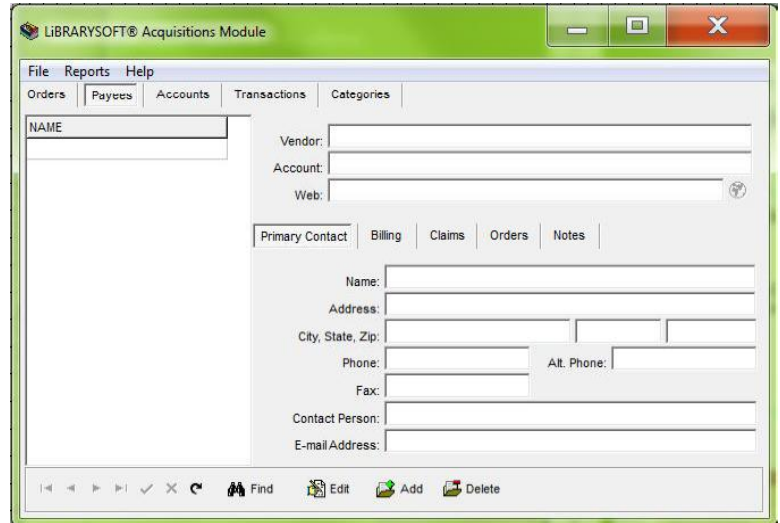 LiBRARYSOFT® Acquisitions Module
File Reports Help
Orders Payees Accounts Transactions Categories
NAME
Vendor:
Account:
Web:
Primary Contact Billing Claims Orders Notes
Name:
Address:
City, State, Zip:
Phone: Alt. Phone:
Fax:
Contact Person:
E-mail Address:
Find Edit Add Delete